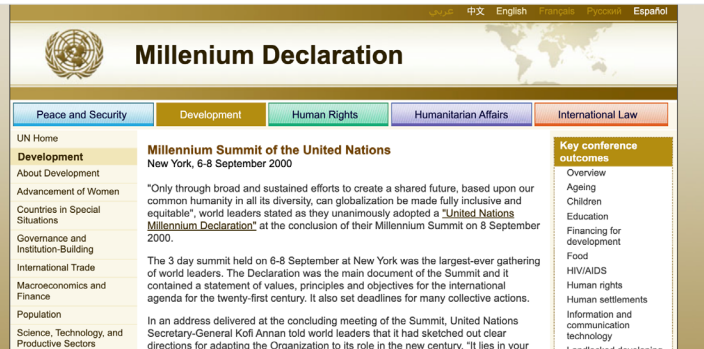 عربي 中文 English Français Русский Español
Millenium Declaration
Peace and Security Development Human Rights Humanitarian Affairs International Law
UN Home
Development
About Development
Advancement of Women
Countries in Special
Situations
Governance and
Institution-Building
International Trade
Macroeconomics and
Finance
Population
Science, Technology, and
Productive Sectors
Millennium Summit of the United Nations
New York, 6-8 September 2000
"Only through broad and sustained efforts to create a shared future, based upon our
common humanity in all its diversity, can globalization be made fully inclusive and
equitable", world leaders stated as they unanimously adopted a "United Nations
Millennium Declaration" at the conclusion of their Millennium Summit on 8 September
2000.
The 3 day summit held on 6-8 September at New York was the largest-ever gathering
of world leaders. The Declaration was the main document of the Summit and it
contained a statement of values, principles and objectives for the international
agenda for the twenty-first century. It also set deadlines for many collective actions.
In an address delivered at the concluding meeting of the Summit, United Nations
Secretary-General Kofi Annan told world leaders that it had sketched out clear
directions for adapting the Organization to its role in the new century. "It lies in your
Key conference
outcomes
Overview
Ageing
Children
Education
Financing for
development
Food
HIV/AIDS
Human rights
Human settlements
Information and
communication
technology
Landlocked developing